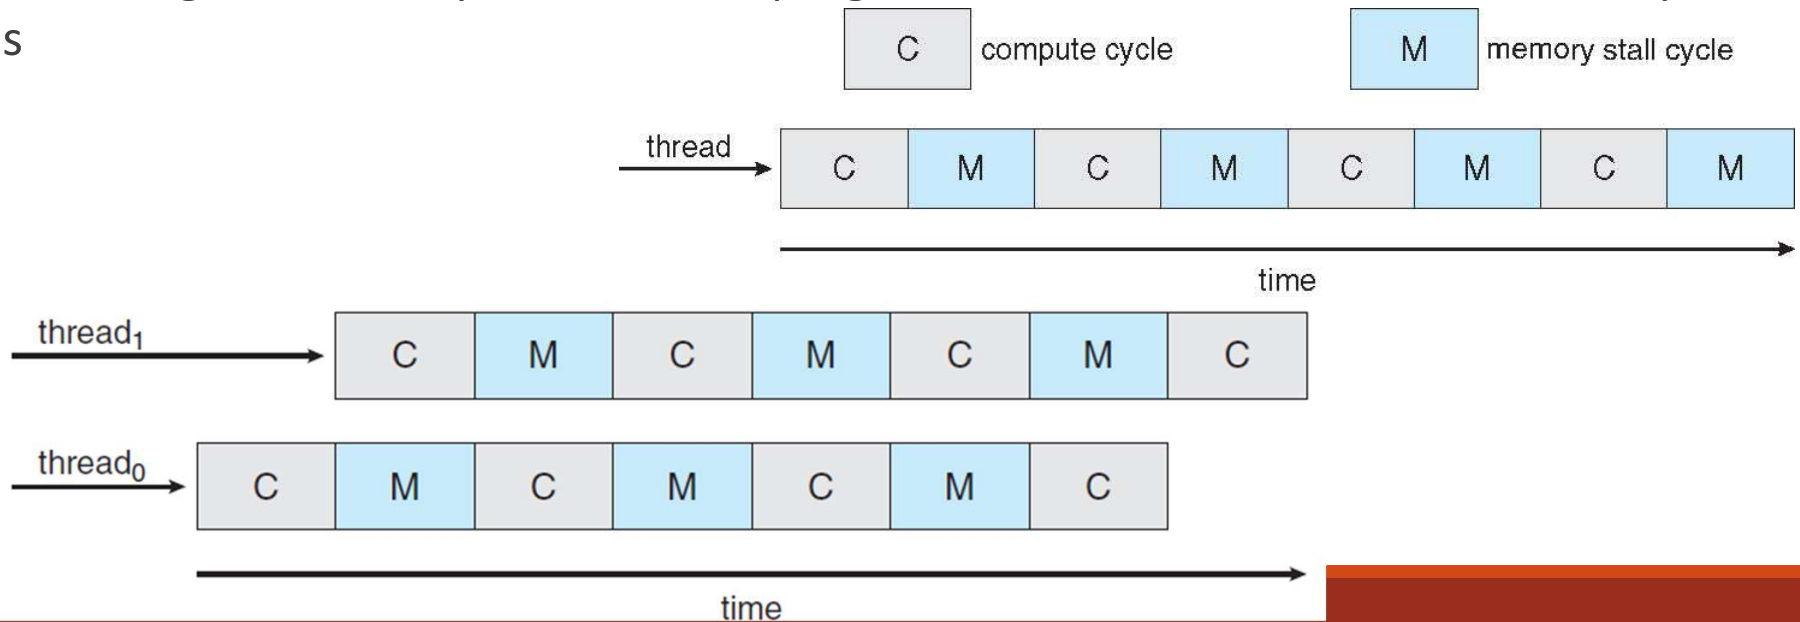 s
C compute cycle M memory stall cycle
thread C M C M C M C M
time
thread1 C M C M C M C
thread0 C M C M C M C
time